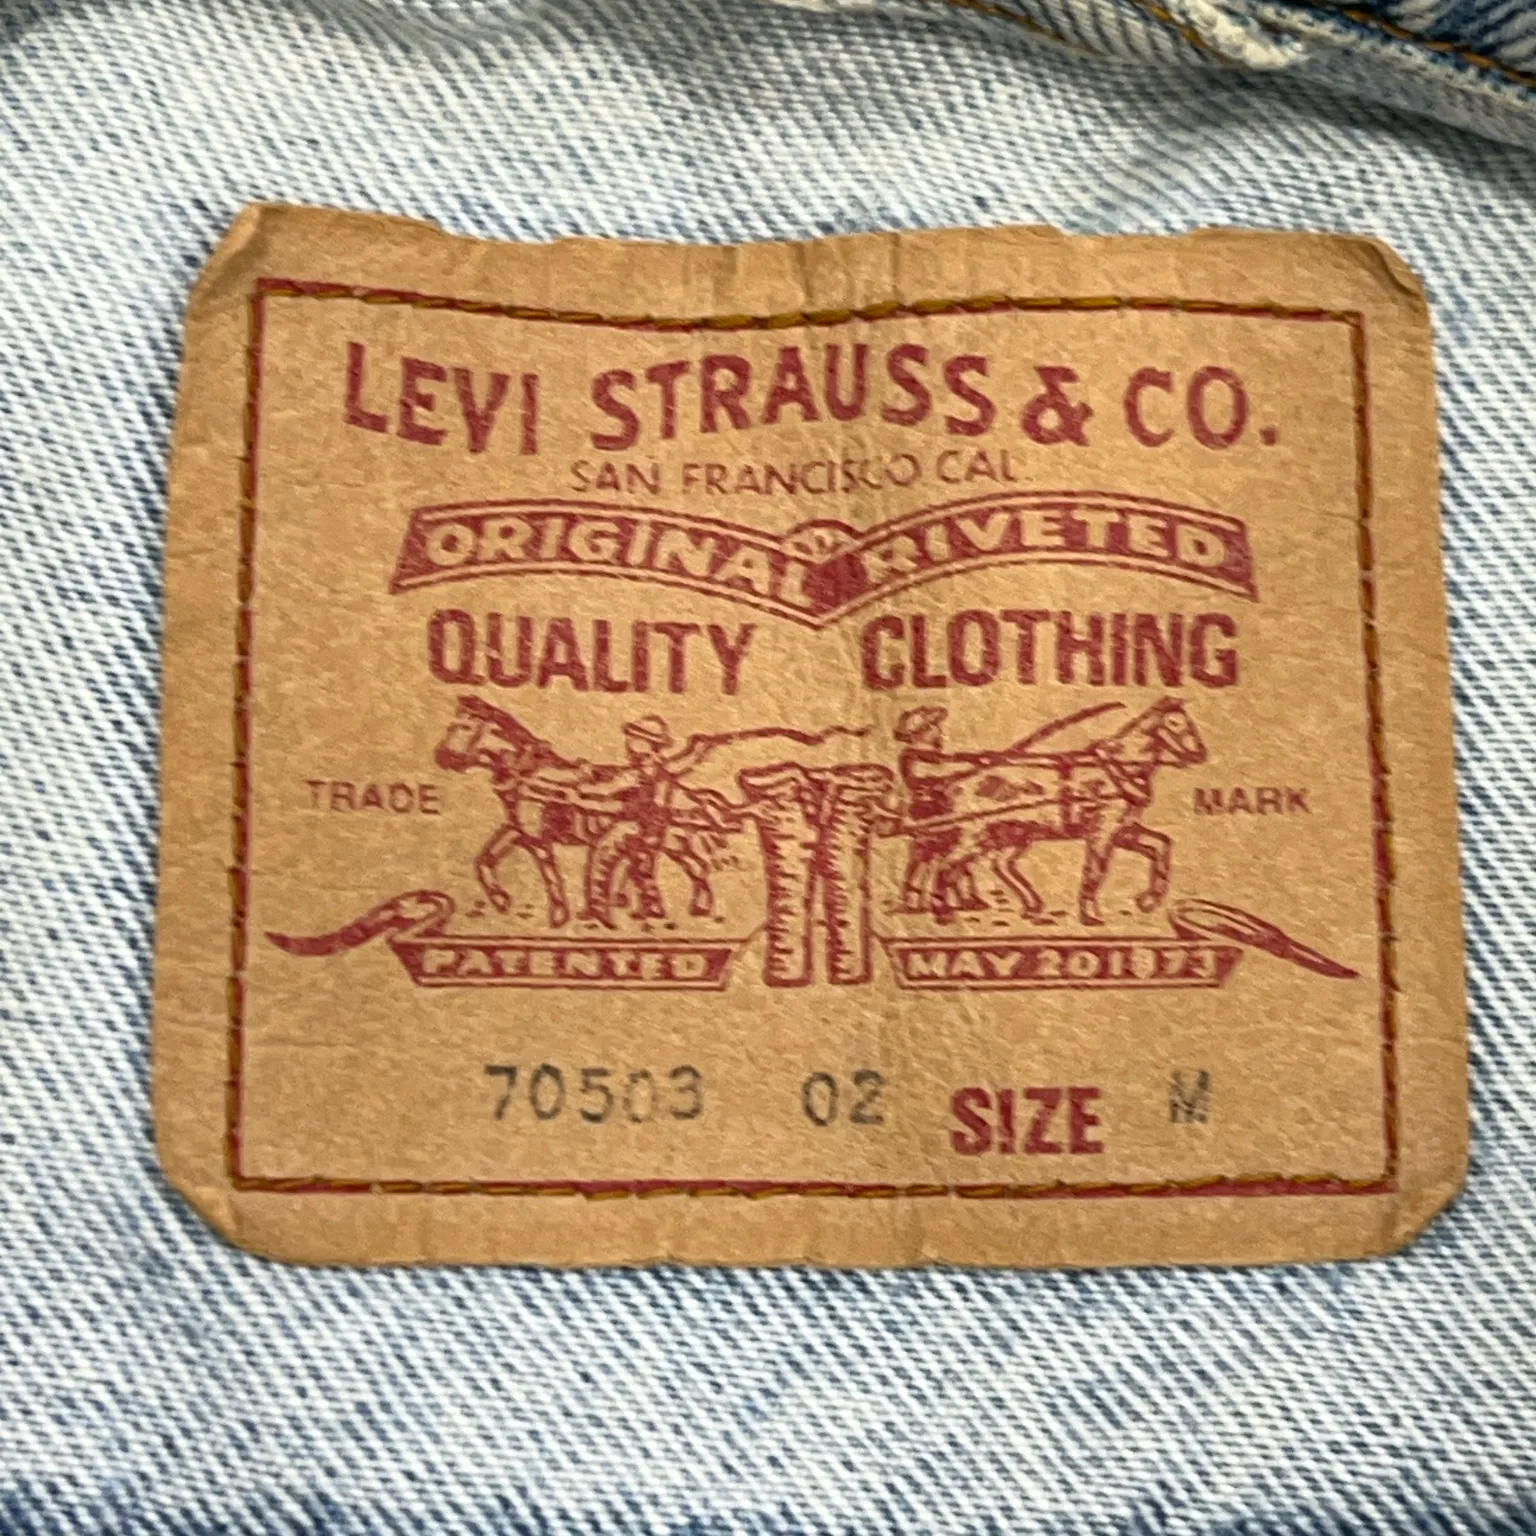 LEVI STRAUSS & CO.
SAN FRANCISCO CAL.
ORIGINAL RIVETED
QUALITY CLOTHING
TRADE MARK
PATENTED MAY 20 1873
70503 02 SIZE M